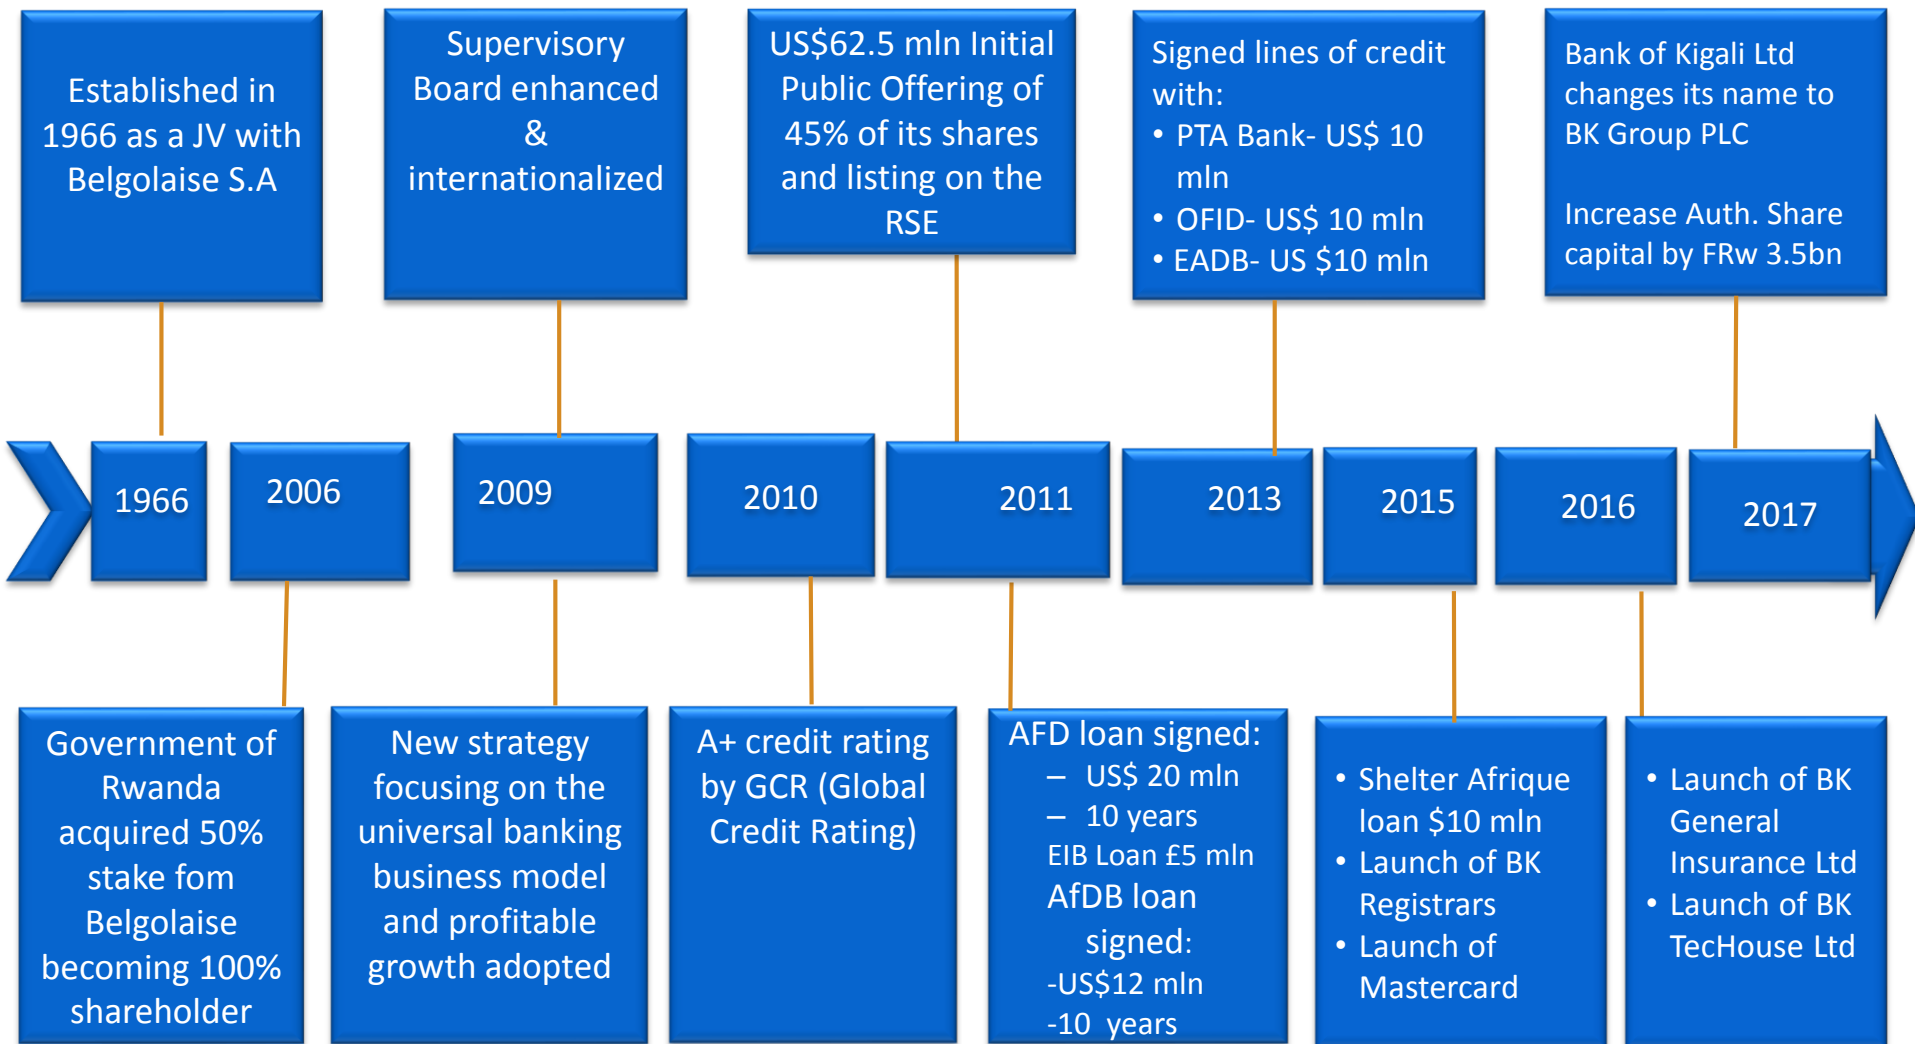 Established in
1966 as a JV with
Belgolaise S.A
Supervisory
Board enhanced
&
internationalized
US$62.5 mln Initial
Public Offering of
45% of its shares
and listing on the
RSE
Signed lines of credit
with:
• PTA Bank- US$ 10
mln
• OFID- US$ 10 mln
• EADB- US $10 mln
Bank of Kigali Ltd
changes its name to
BK Group PLC
Increase Auth. Share
capital by FRw 3.5bn
1966
2006
2009
2010
2011
2013
2015
2016
2017
Government of
Rwanda
acquired 50%
stake fom
Belgolaise
becoming 100%
shareholder
New strategy
focusing on the
universal banking
business model
and profitable
growth adopted
A+ credit rating
by GCR (Global
Credit Rating)
AFD loan signed:
– US$ 20 mln
– 10 years
EIB Loan £5 mln
AfDB loan
signed:
-US$12 mln
-10 years
• Shelter Afrique
loan $10 mln
• Launch of BK
Registrars
• Launch of
Mastercard
• Launch of BK
General
Insurance Ltd
• Launch of BK
TecHouse Ltd